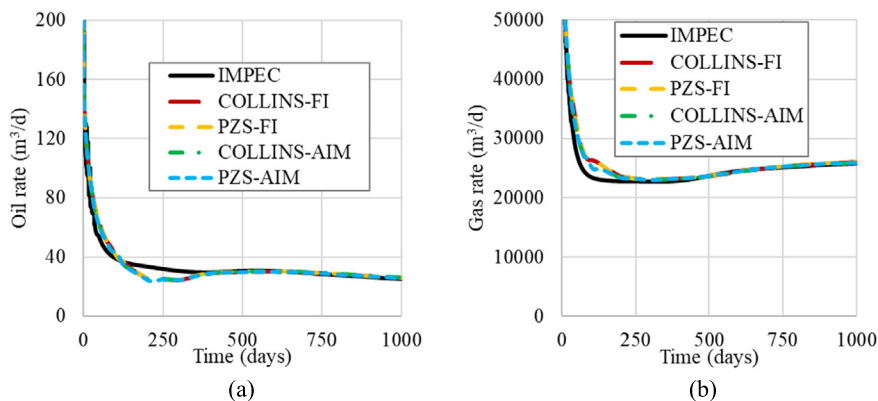 200
160
120
80
40
0
Oil rate (m³/d)
IMPEC
COLLINS-FI
PZS-FI
COLLINS-AIM
PZS-AIM
0 250 500 750 1000
Time (days)
(a)
50000
40000
30000
20000
10000
0
Gas rate (m³/d)
IMPEC
COLLINS-FI
PZS-FI
COLLINS-AIM
PZS-AIM
0 250 500 750 1000
Time (days)
(b)